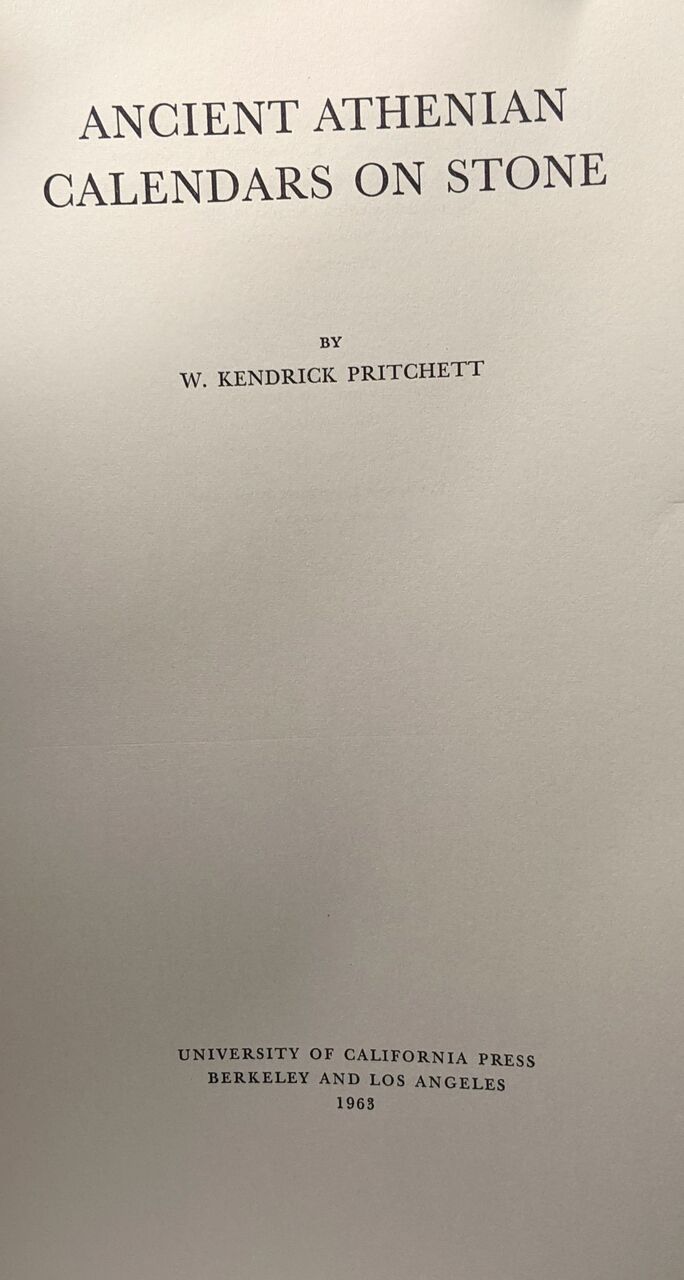 ANCIENT ATHENIAN
CALENDARS ON STONE
BY
W. KENDRICK PRITCHETT
UNIVERSITY OF CALIFORNIA PRESS
BERKELEY AND LOS ANGELES
1963